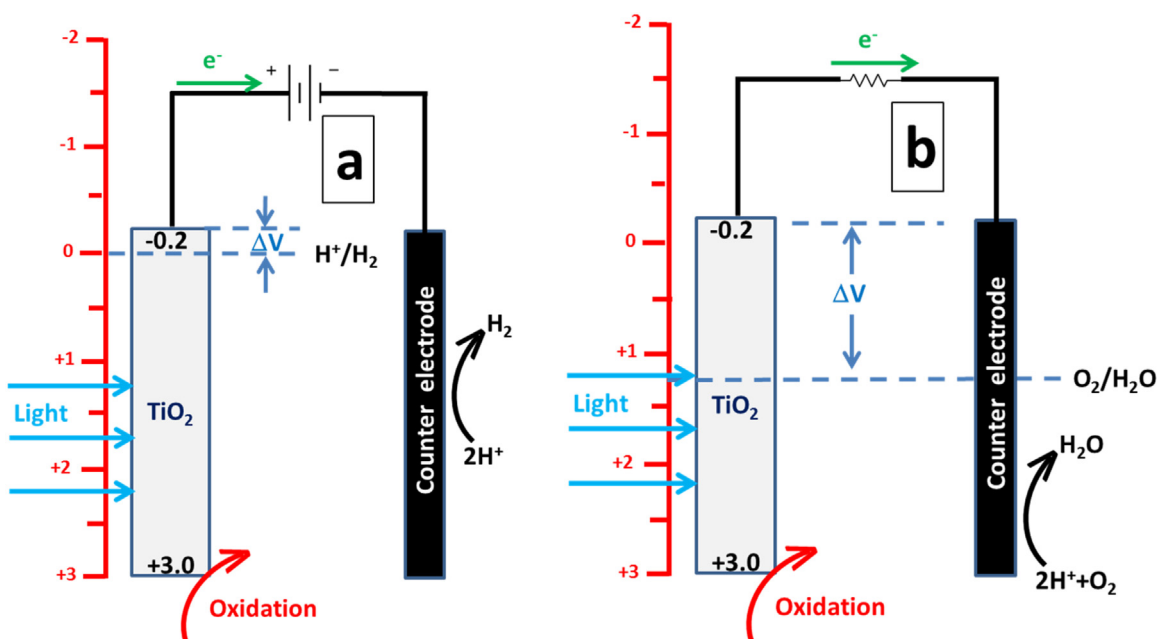 -2
-1
0
+1
+2
+3
e-
+ −
a
-0.2
ΔV
H+/H2
Light
TiO2
Counter electrode
H2
2H+
+3.0
Oxidation
-2
-1
0
+1
+2
+3
e-
b
-0.2
ΔV
O2/H2O
Light
TiO2
Counter electrode
H2O
2H++O2
+3.0
Oxidation